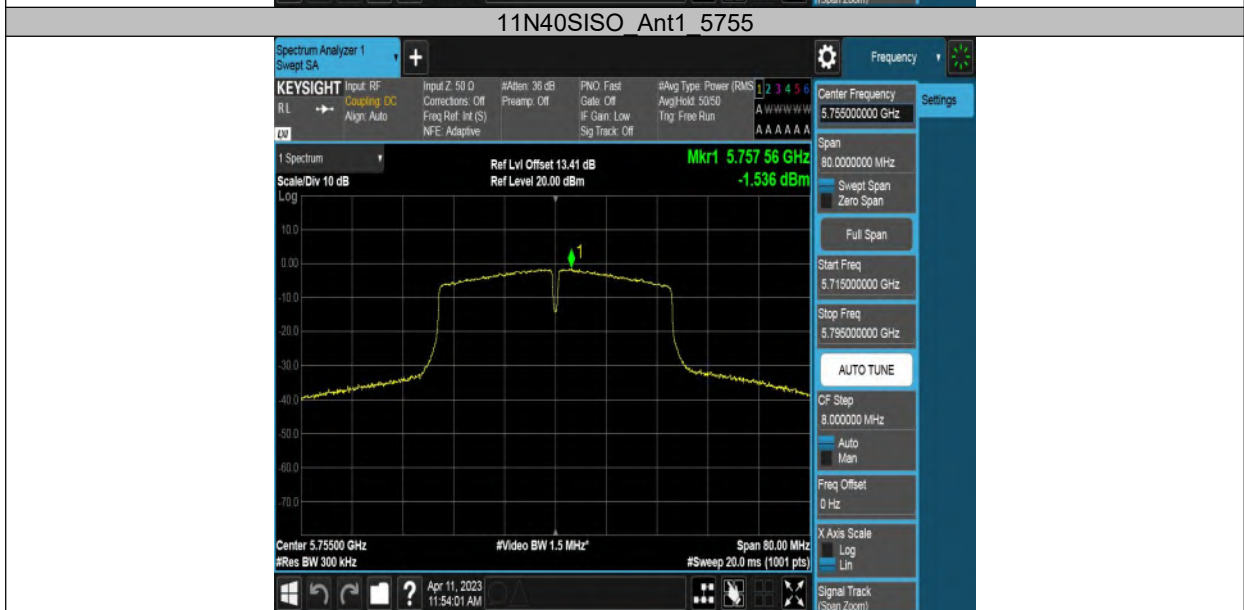 (Span Zoom)
11N40SISO_Ant1_5755
Spectrum Analyzer 1
Swept SA
+
Frequency
KEYSIGHT
RL
Input: RF
Coupling: DC
Align: Auto
Input Z: 50 Ω
Corrections: Off
Freq Ref: Int (S)
NFE: Adaptive
#Atten: 36 dB
Preamp: Off
PNO: Fast
Gate: Off
IF Gain: Low
Sig Track: Off
#Avg Type: Power (RMS
Avg|Hold: 50/50
Trig: Free Run
1 2 3 4 5 6
A W W W W W
A A A A A A
Center Frequency
5.755000000 GHz
Settings
Span
80.0000000 MHz
Swept Span
Zero Span
Full Span
Start Freq
5.715000000 GHz
Stop Freq
5.795000000 GHz
AUTO TUNE
CF Step
8.000000 MHz
Auto
Man
Freq Offset
0 Hz
X Axis Scale
Log
Lin
Signal Track
(Span Zoom)
1 Spectrum
Scale/Div 10 dB
Log
Ref Lvl Offset 13.41 dB
Ref Level 20.00 dBm
Mkr1 5.757 56 GHz
-1.536 dBm
10.0
0.00
-10.0
-20.0
-30.0
-40.0
-50.0
-60.0
-70.0
1
Center 5.75500 GHz
#Res BW 300 kHz
#Video BW 1.5 MHz*
Span 80.00 MHz
#Sweep 20.0 ms (1001 pts)
?
Apr 11, 2023
11:54:01 AM